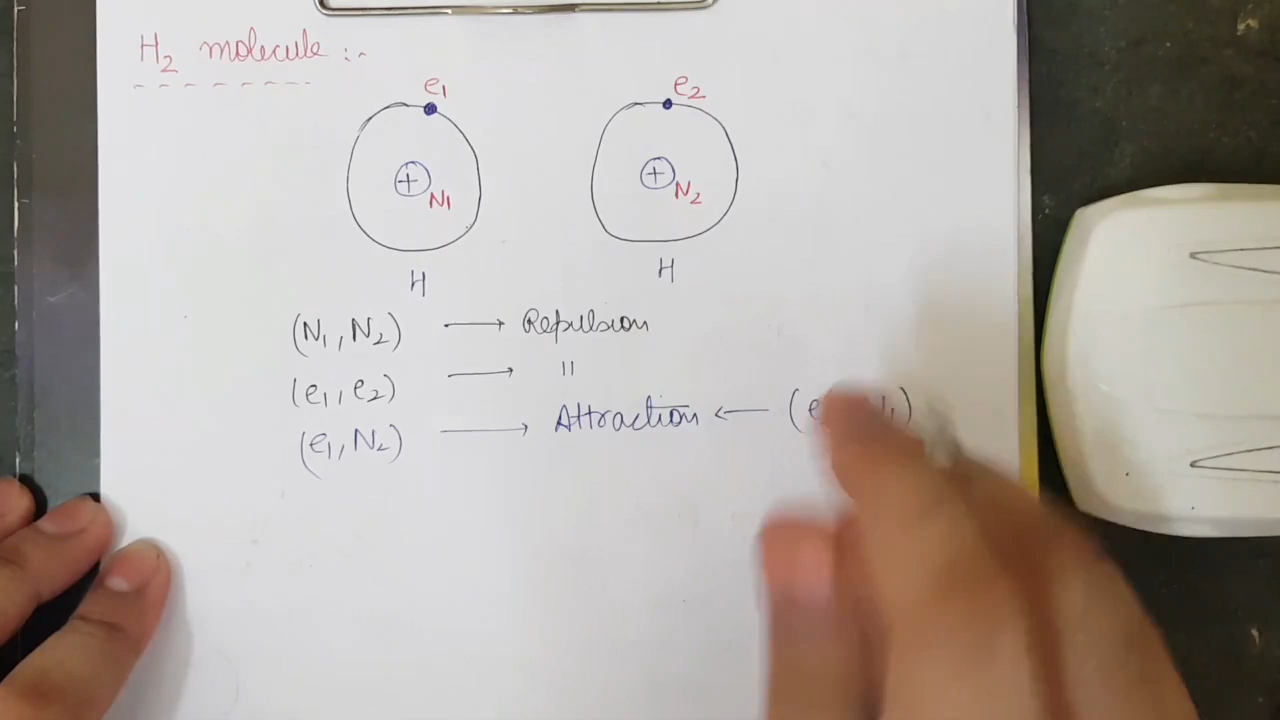 H₂ molecule :-
e₁ e₂
+ N₁ + N₂
H H
(N₁, N₂) → Repulsion
(e₁, e₂) → "
(e₁, N₂) → Attraction ←